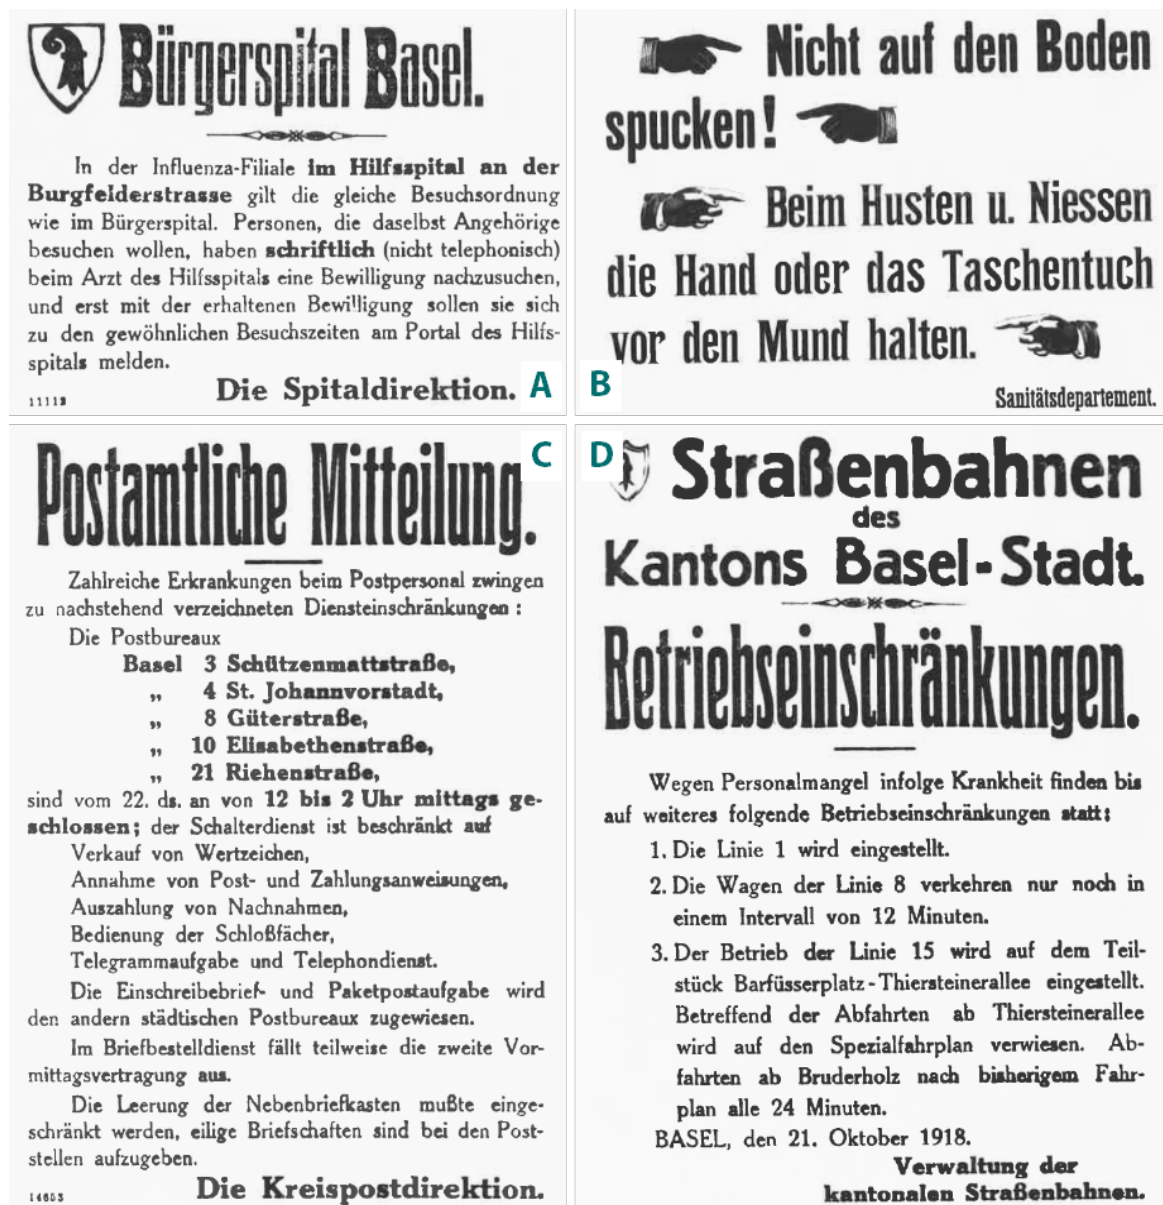 Bürgerspital Basel.
In der Influenza-Filiale im Hilfsspital an der
Burgfelderstrasse gilt die gleiche Besuchsordnung
wie im Bürgerspital. Personen, die daselbst Angehörige
besuchen wollen, haben schriftlich (nicht telephonisch)
beim Arzt des Hilfsspitals eine Bewilligung nachzusuchen,
und erst mit der erhaltenen Bewilligung sollen sie sich
zu den gewöhnlichen Besuchszeiten am Portal des Hilfs-
spitals melden.
11112 Die Spitaldirektion. A
Nicht auf den Boden
spucken!
Beim Husten u. Niessen
die Hand oder das Taschentuch
vor den Mund halten.
B
Sanitätsdepartement.
C
Postamtliche Mitteilung.
Zahlreiche Erkrankungen beim Postpersonal zwingen
zu nachstehend verzeichneten Diensteinschränkungen:
Die Postbureaux
Basel 3 Schützenmattstraße,
„ 4 St. Johannvorstadt,
„ 8 Güterstraße,
„ 10 Elisabethenstraße,
„ 21 Riehenstraße,
sind vom 22. ds. an von 12 bis 2 Uhr mittags ge-
schlossen; der Schalterdienst ist beschränkt auf
Verkauf von Wertzeichen,
Annahme von Post- und Zahlungsanweisungen,
Auszahlung von Nachnahmen,
Bedienung der Schloßfächer,
Telegrammaufgabe und Telephondienst.
Die Einschreibebrief- und Paketpostaufgabe wird
den andern städtischen Postbureaux zugewiesen.
Im Briefbestelldienst fällt teilweise die zweite Vor-
mittagsvertragung aus.
Die Leerung der Nebenbriefkasten mußte einge-
schränkt werden, eilige Briefschaften sind bei den Post-
stellen aufzugeben.
14653 Die Kreispostdirektion.
D
Straßenbahnen
des
Kantons Basel-Stadt.
Betriebseinschränkungen.
Wegen Personalmangel infolge Krankheit finden bis
auf weiteres folgende Betriebseinschränkungen statt:
1. Die Linie 1 wird eingestellt.
2. Die Wagen der Linie 8 verkehren nur noch in
einem Intervall von 12 Minuten.
3. Der Betrieb der Linie 15 wird auf dem Teil-
stück Barfüsserplatz-Thiersteinerallee eingestellt.
Betreffend der Abfahrten ab Thiersteinerallee
wird auf den Spezialfahrplan verwiesen. Ab-
fahrten ab Bruderholz nach bisherigem Fahr-
plan alle 24 Minuten.
BASEL, den 21. Oktober 1918.
Verwaltung der
kantonalen Straßenbahnen.